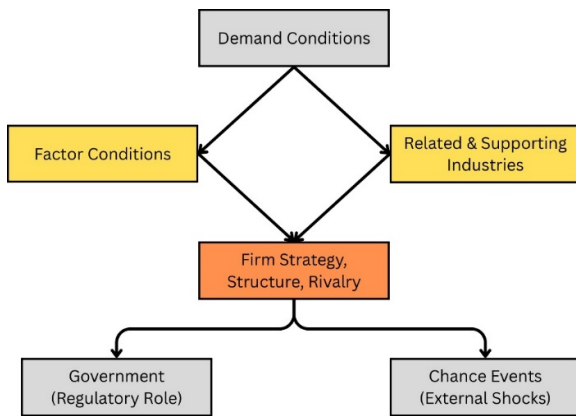 Demand Conditions
Factor Conditions
Related & Supporting
Industries
Firm Strategy,
Structure, Rivalry
Government
(Regulatory Role)
Chance Events
(External Shocks)